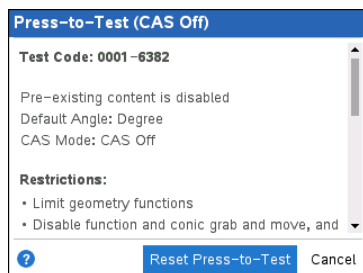 Press-to-Test (CAS Off)
Test Code: 0001-6382
Pre-existing content is disabled
Default Angle: Degree
CAS Mode: CAS Off
Restrictions:
• Limit geometry functions
• Disable function and conic grab and move, and
?
Reset Press-to-Test
Cancel